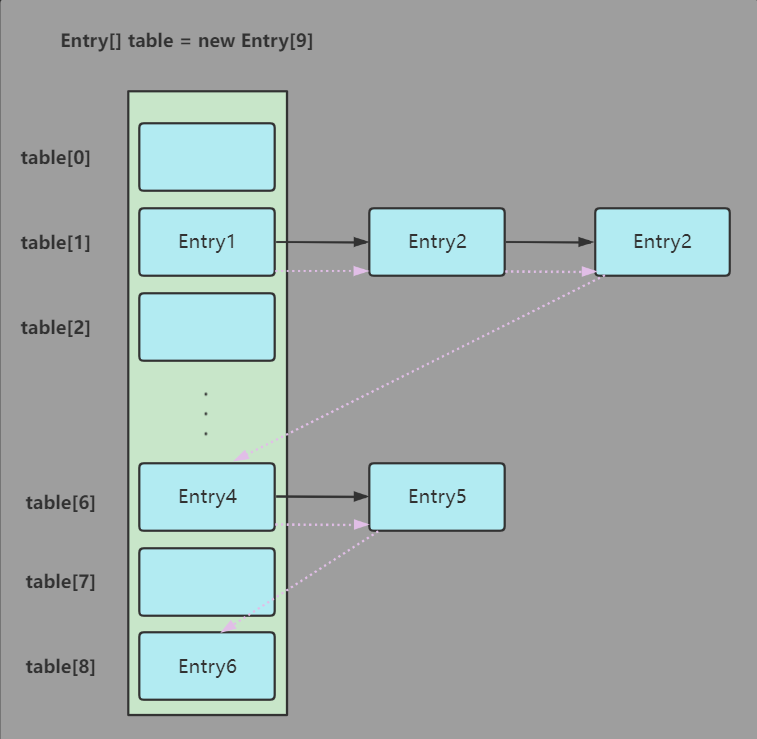 Entry[] table = new Entry[9]
table[0]
table[1]
Entry1
Entry2
Entry2
table[2]
table[6]
Entry4
Entry5
table[7]
table[8]
Entry6